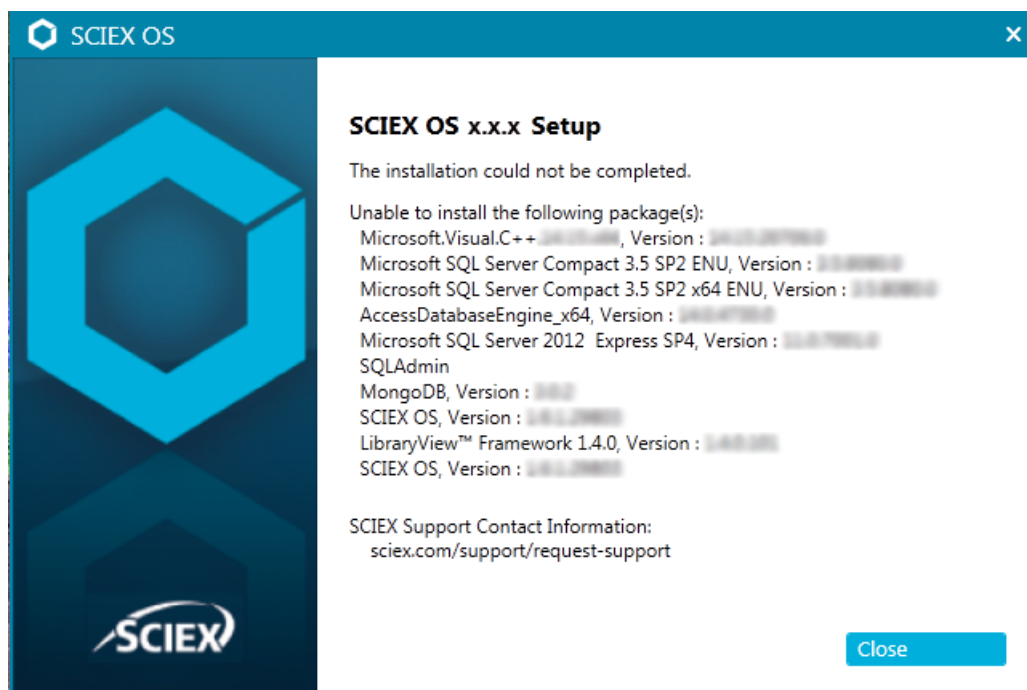 SCIEX OS
SCIEX OS x.x.x Setup
The installation could not be completed.
Unable to install the following package(s):
Microsoft.Visual.C++ , Version :
Microsoft SQL Server Compact 3.5 SP2 ENU, Version :
Microsoft SQL Server Compact 3.5 SP2 x64 ENU, Version :
AccessDatabaseEngine_x64, Version :
Microsoft SQL Server 2012 Express SP4, Version :
SQLAdmin
MongoDB, Version :
SCIEX OS, Version :
LibraryView™ Framework 1.4.0, Version :
SCIEX OS, Version :
SCIEX Support Contact Information:
sciex.com/support/request-support
SCIEX
Close